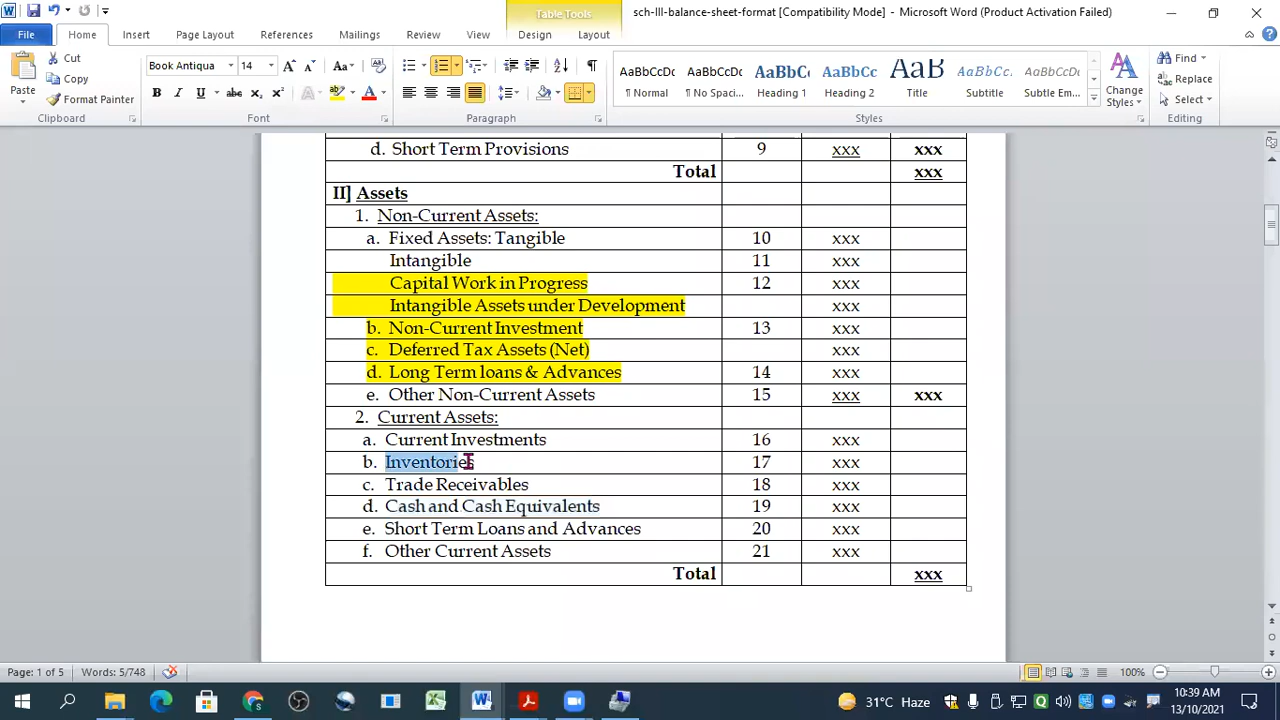 sch-III-balance-sheet-format [Compatibility Mode] - Microsoft Word (Product Activation Failed)
Table Tools
File Home Insert Page Layout References Mailings Review View Design Layout
Paste Cut Copy Format Painter
Book Antiqua 14
AaBbCcDc AaBbCcDc AaBbC AaBbCc AaB AaBbCc. AaBbCcDc
¶ Normal ¶ No Spaci... Heading 1 Heading 2 Title Subtitle Subtle Em...
Change Styles
Find Replace Select
Clipboard Font Paragraph Styles Editing
d. Short Term Provisions 9 xxx xxx
Total xxx
II] Assets
1. Non-Current Assets:
a. Fixed Assets: Tangible 10 xxx
Intangible 11 xxx
Capital Work in Progress 12 xxx
Intangible Assets under Development xxx
b. Non-Current Investment 13 xxx
c. Deferred Tax Assets (Net) xxx
d. Long Term loans & Advances 14 xxx
e. Other Non-Current Assets 15 xxx xxx
2. Current Assets:
a. Current Investments 16 xxx
b. Inventories 17 xxx
c. Trade Receivables 18 xxx
d. Cash and Cash Equivalents 19 xxx
e. Short Term Loans and Advances 20 xxx
f. Other Current Assets 21 xxx
Total xxx
Page: 1 of 5 Words: 5/748 100%
31°C Haze 10:39 AM
13/10/2021